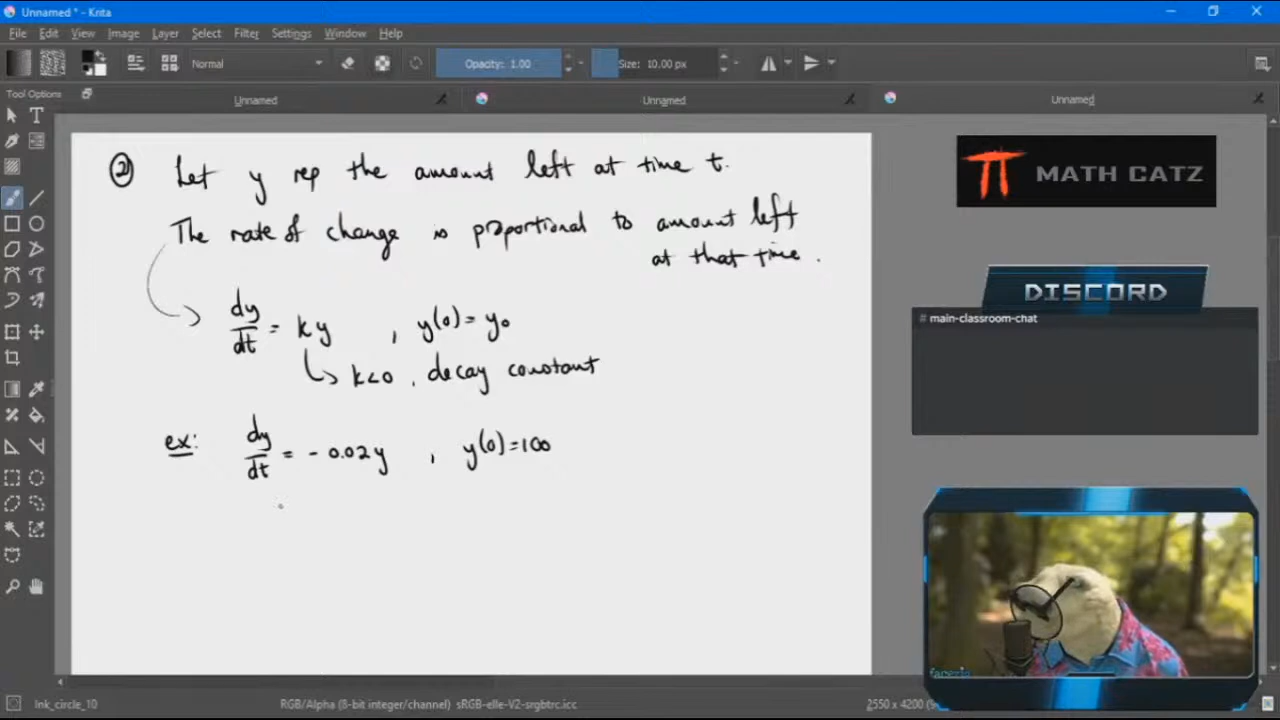 Unnamed * - Krita
File Edit View Image Layer Select Filter Settings Window Help
Normal Opacity: 1.00 Size: 10.00 px
Tool Options
Unnamed Unnamed Unnamed
② Let y rep the amount left at time t.
The rate of change is proportional to amount left
at that time.
dy/dt = ky , y(0) = y₀
k<0, decay constant
ex: dy/dt = - 0.02y , y(0)=100
π MATH CATZ
DISCORD
# main-classroom-chat
facerig
Ink_circle_10 RGB/Alpha (8-bit integer/channel) sRGB-elle-V2-srgbtrc.icc 2550 x 4200 (9